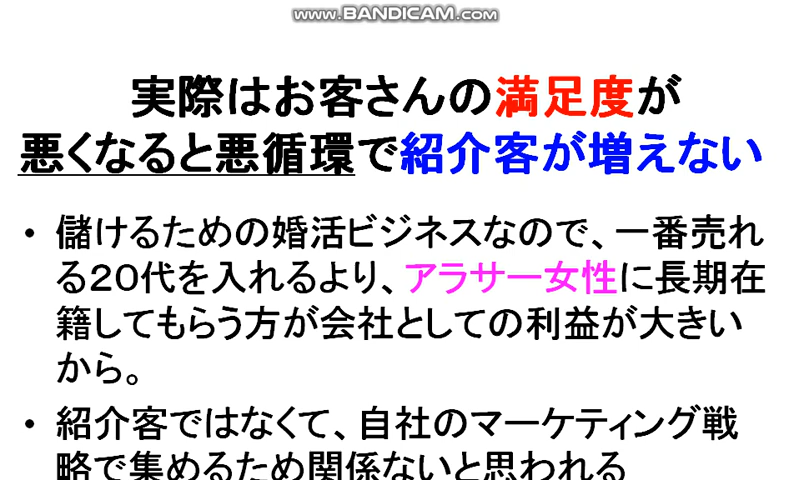 www.BANDICAM.com
実際はお客さんの満足度が
悪くなると悪循環で紹介客が増えない
• 儲けるための婚活ビジネスなので、一番売れ
る20代を入れるより、アラサー女性に長期在
籍してもらう方が会社としての利益が大きい
から。
• 紹介客ではなくて、自社のマーケティング戦
略で集めるため関係ないと思われる